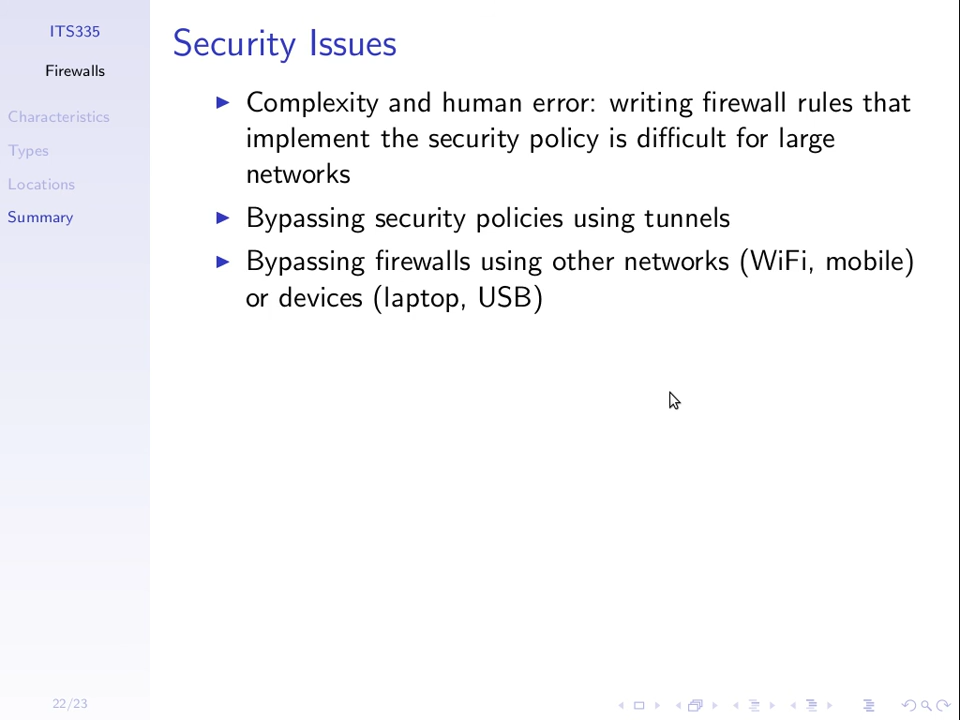 ITS335
Firewalls
Characteristics
Types
Locations
Summary
Security Issues
Complexity and human error: writing firewall rules that
implement the security policy is difficult for large
networks
Bypassing security policies using tunnels
Bypassing firewalls using other networks (WiFi, mobile)
or devices (laptop, USB)
22/23